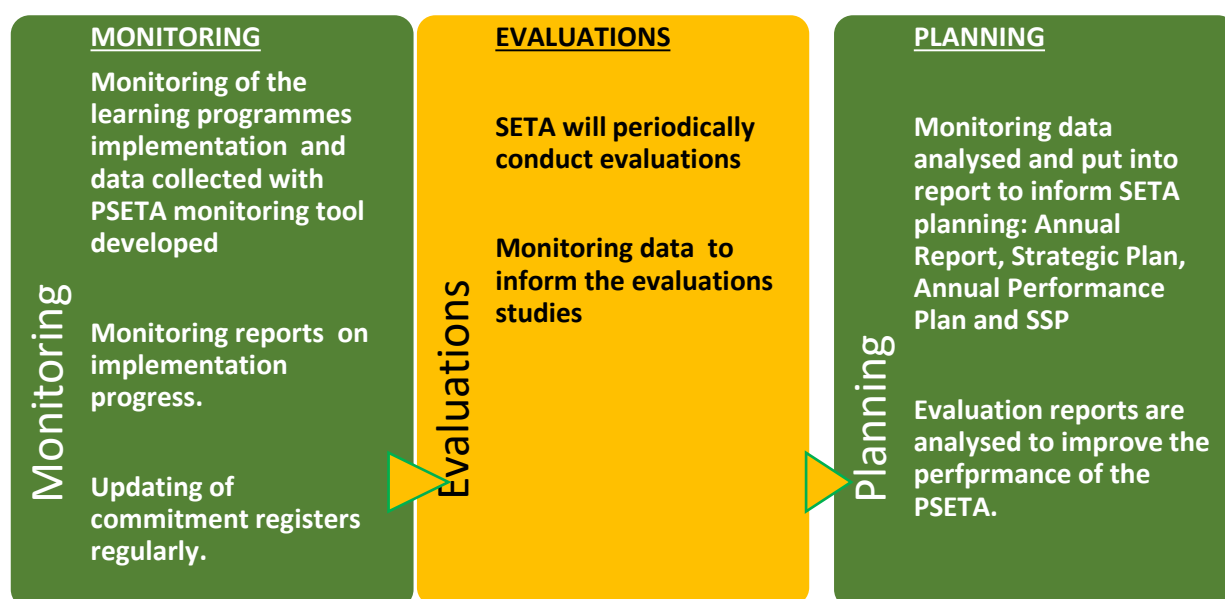 MONITORING
Monitoring of the
learning programmes
implementation and
data collected with
PSETA monitoring tool
developed
Monitoring reports on
implementation
progress.
Updating of
commitment registers
regularly.
Monitoring
EVALUATIONS
SETA will periodically
conduct evaluations
Monitoring data to
inform the evaluations
studies
Evaluations
PLANNING
Monitoring data
analysed and put into
report to inform SETA
planning: Annual
Report, Strategic Plan,
Annual Performance
Plan and SSP
Evaluation reports are
analysed to improve the
perfprmance of the
PSETA.
Planning